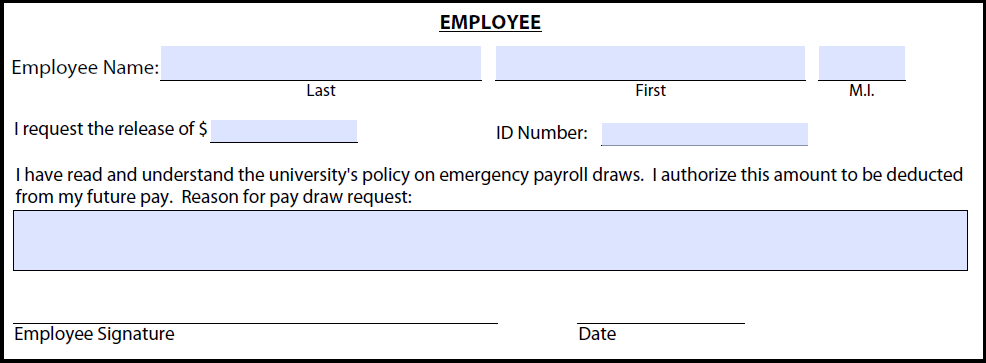 EMPLOYEE
Employee Name:
Last First M.I.
I request the release of $ ID Number:
I have read and understand the university's policy on emergency payroll draws. I authorize this amount to be deducted
from my future pay. Reason for pay draw request:
Employee Signature Date